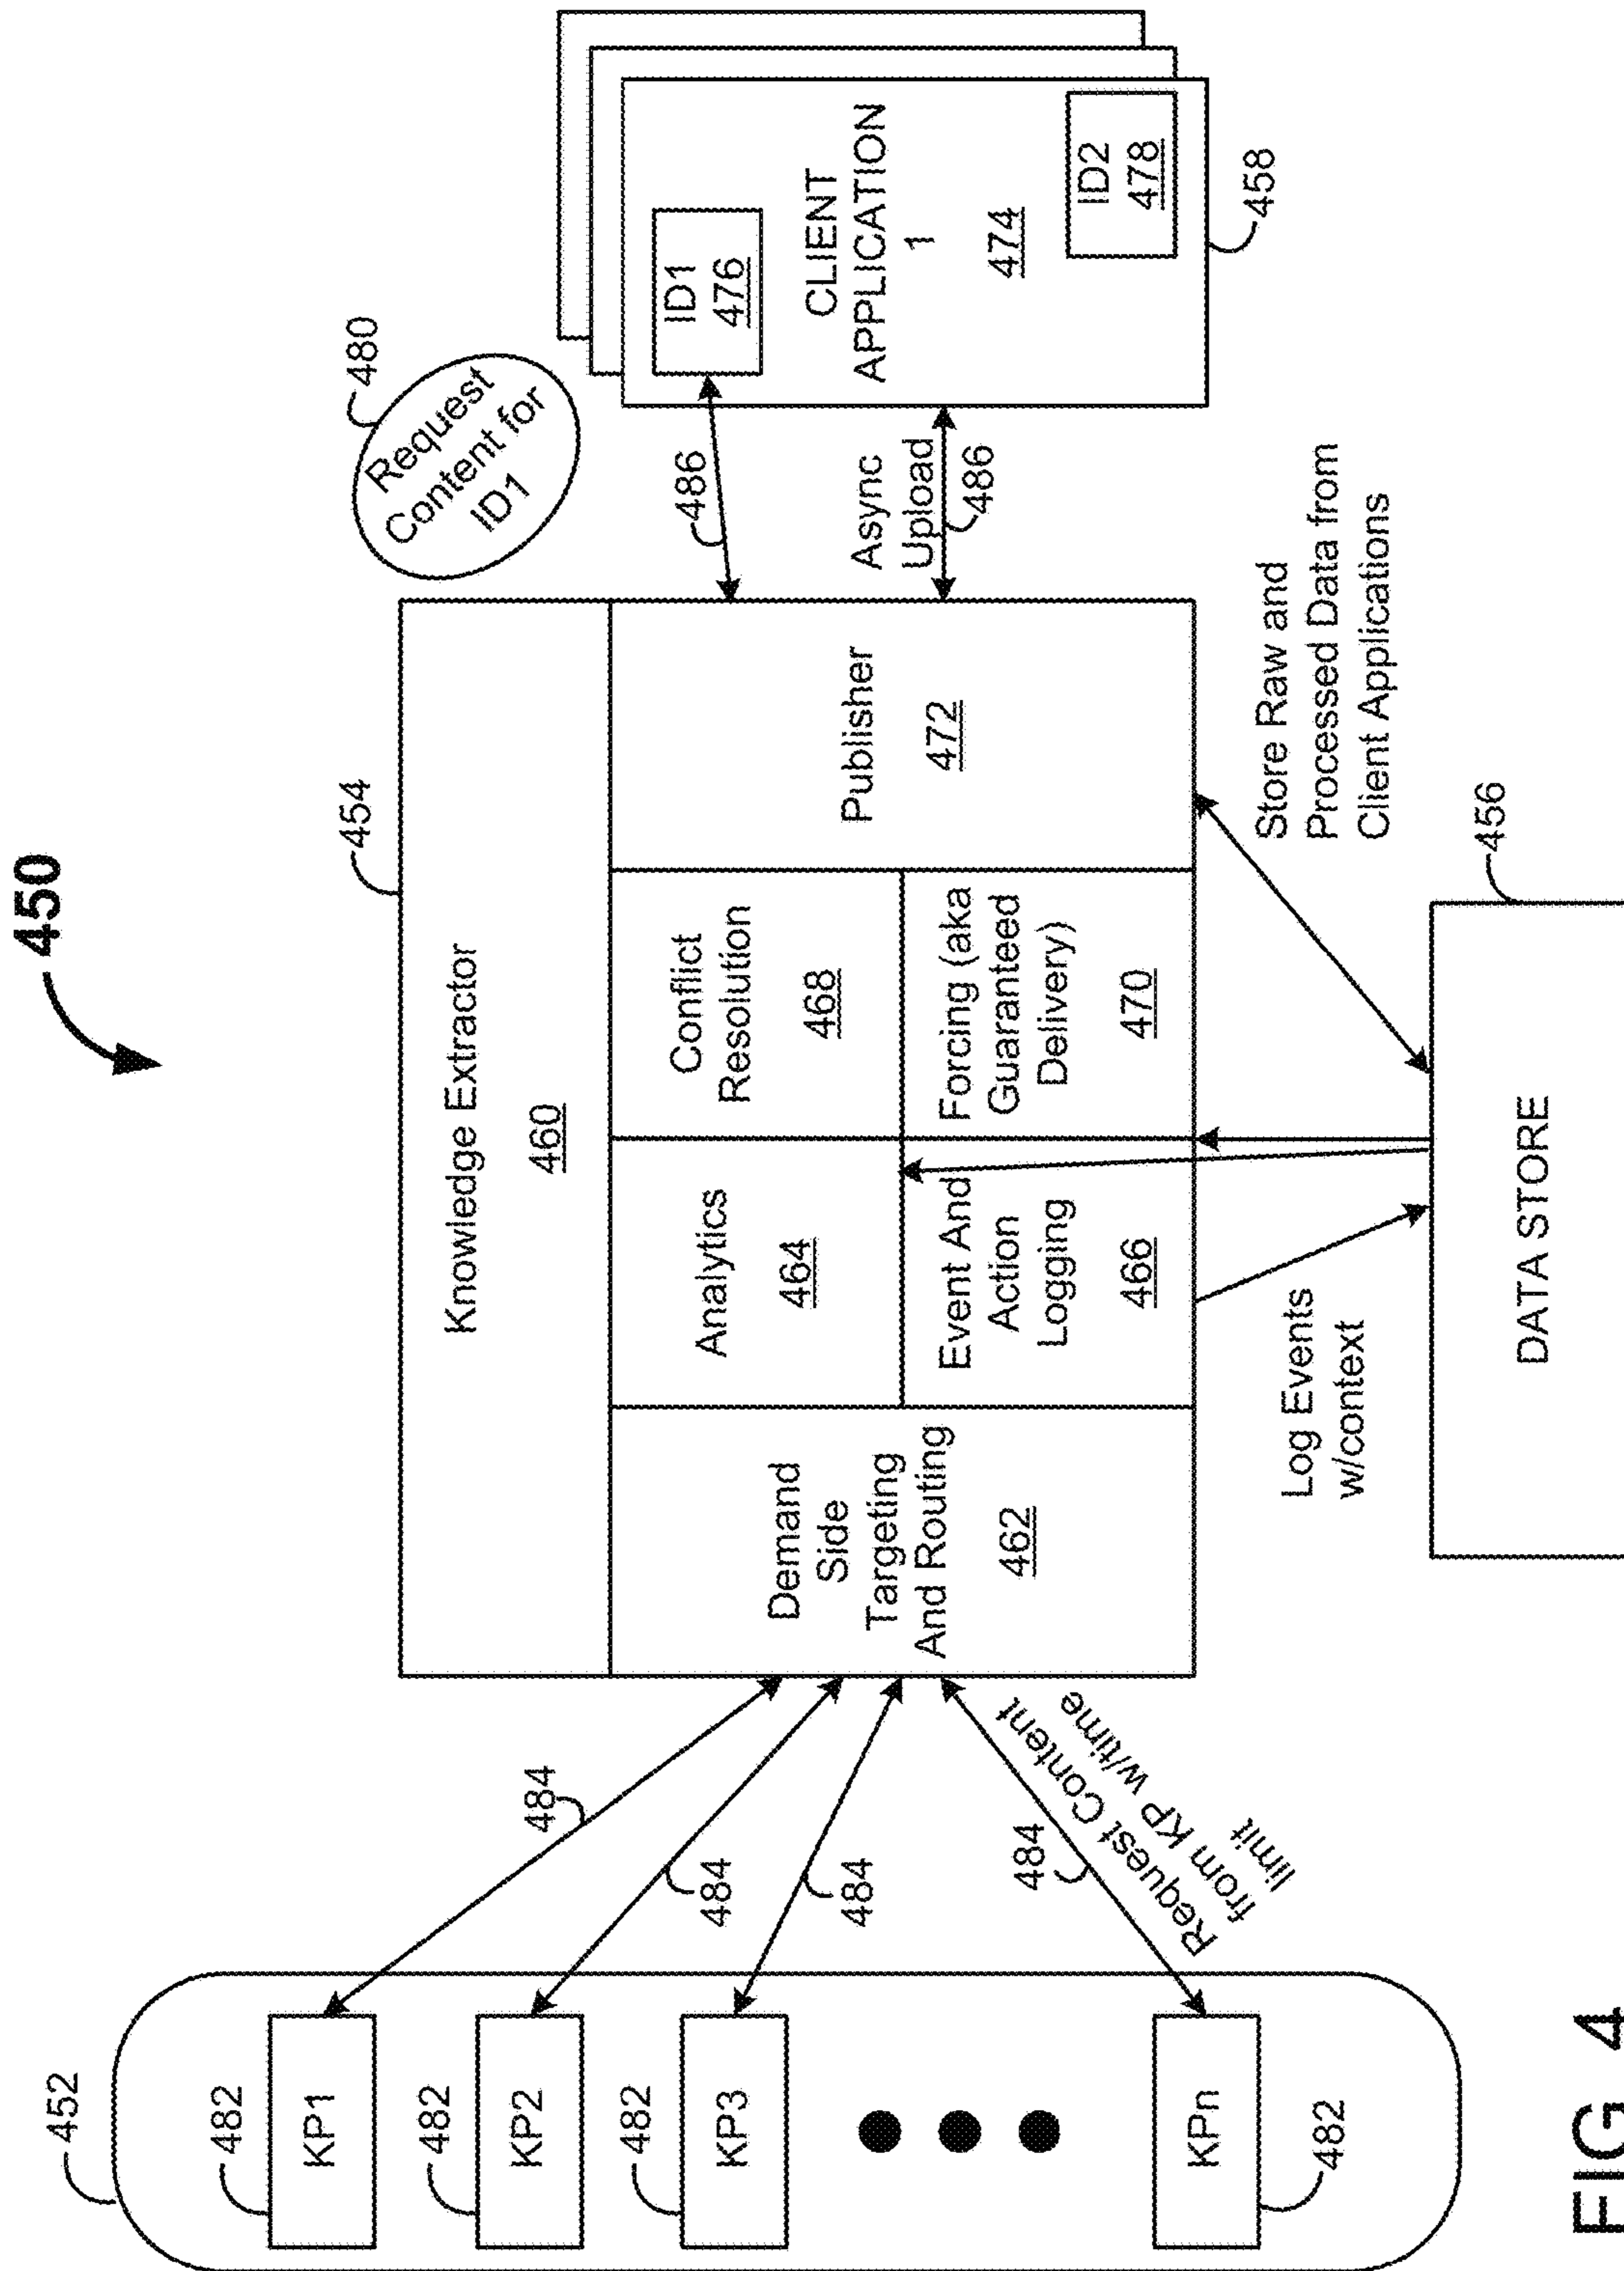 450
452
482
KP1
482
KP2
482
KP3
KPn
482
484
484
484
484
Request Content
from KP w/time
limit
454
Knowledge Extractor
460
Demand
Side
Targeting
And Routing
462
Analytics
464
Event And
Action
Logging
466
Conflict
Resolution
468
Forcing (aka
Guaranteed
Delivery)
470
Publisher
472
480
Request
Content for
ID1
486
Async
Upload
486
ID1
476
CLIENT
APPLICATION
1
474
ID2
478
458
Log Events
w/context
Store Raw and
Processed Data from
Client Applications
456
DATA STORE
FIG. 4